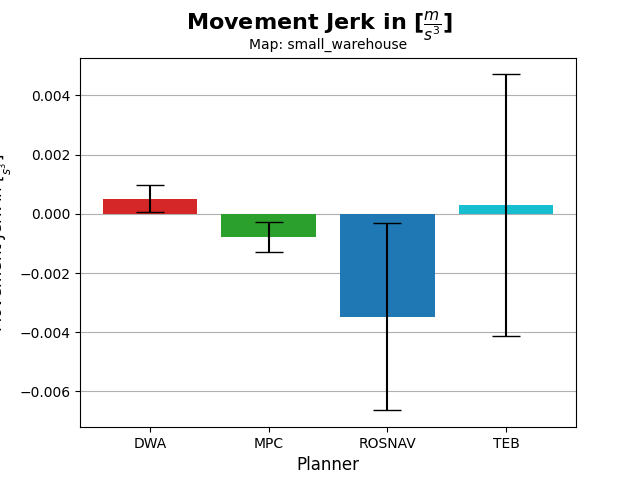 Movement Jerk in [m/s³]
Map: small_warehouse
0.004
0.002
0.000
−0.002
−0.004
−0.006
DWA MPC ROSNAV TEB
Planner